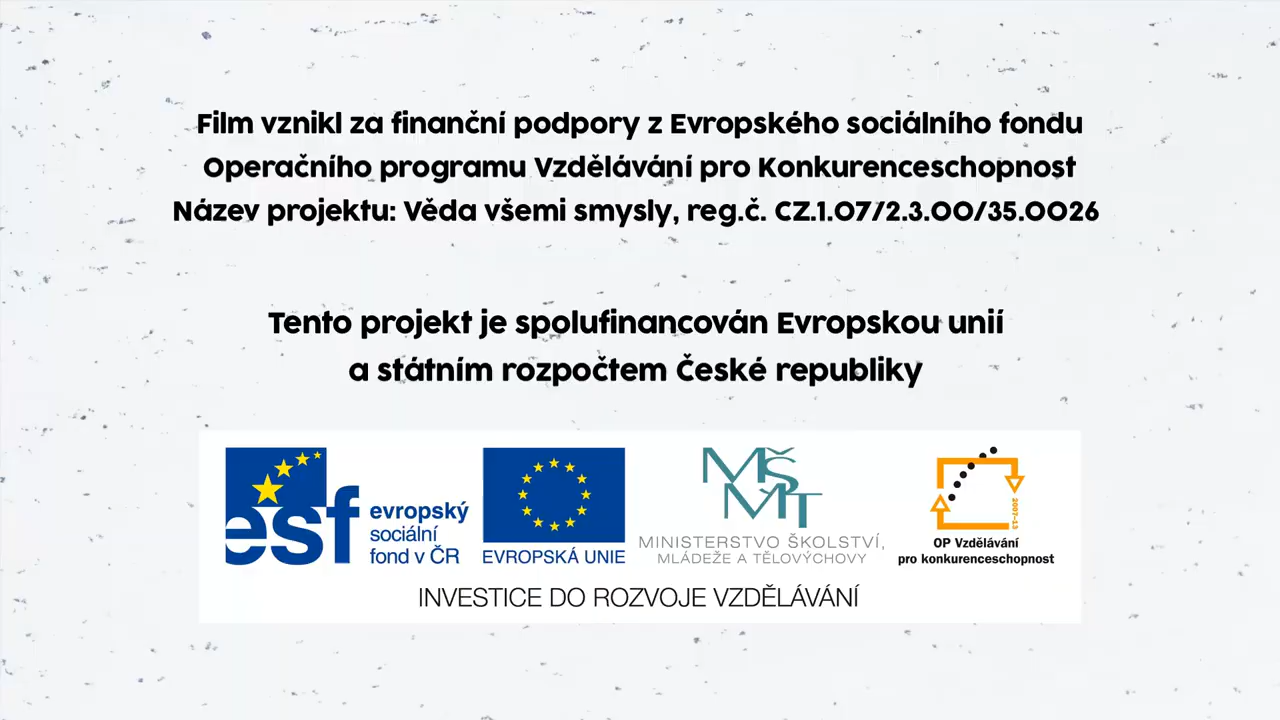 Film vznikl za finanční podpory z Evropského sociálního fondu
Operačního programu Vzdělávání pro Konkurenceschopnost
Název projektu: Věda všemi smysly, reg.č. CZ.1.07/2.3.00/35.0026
Tento projekt je spolufinancován Evropskou unií
a státním rozpočtem České republiky
esf
evropský
sociální
fond v ČR
EVROPSKÁ UNIE
MŠMT
MINISTERSTVO ŠKOLSTVÍ,
MLÁDEŽE A TĚLOVÝCHOVY
2007-13
OP Vzdělávání
pro konkurenceschopnost
INVESTICE DO ROZVOJE VZDĚLÁVÁNÍ